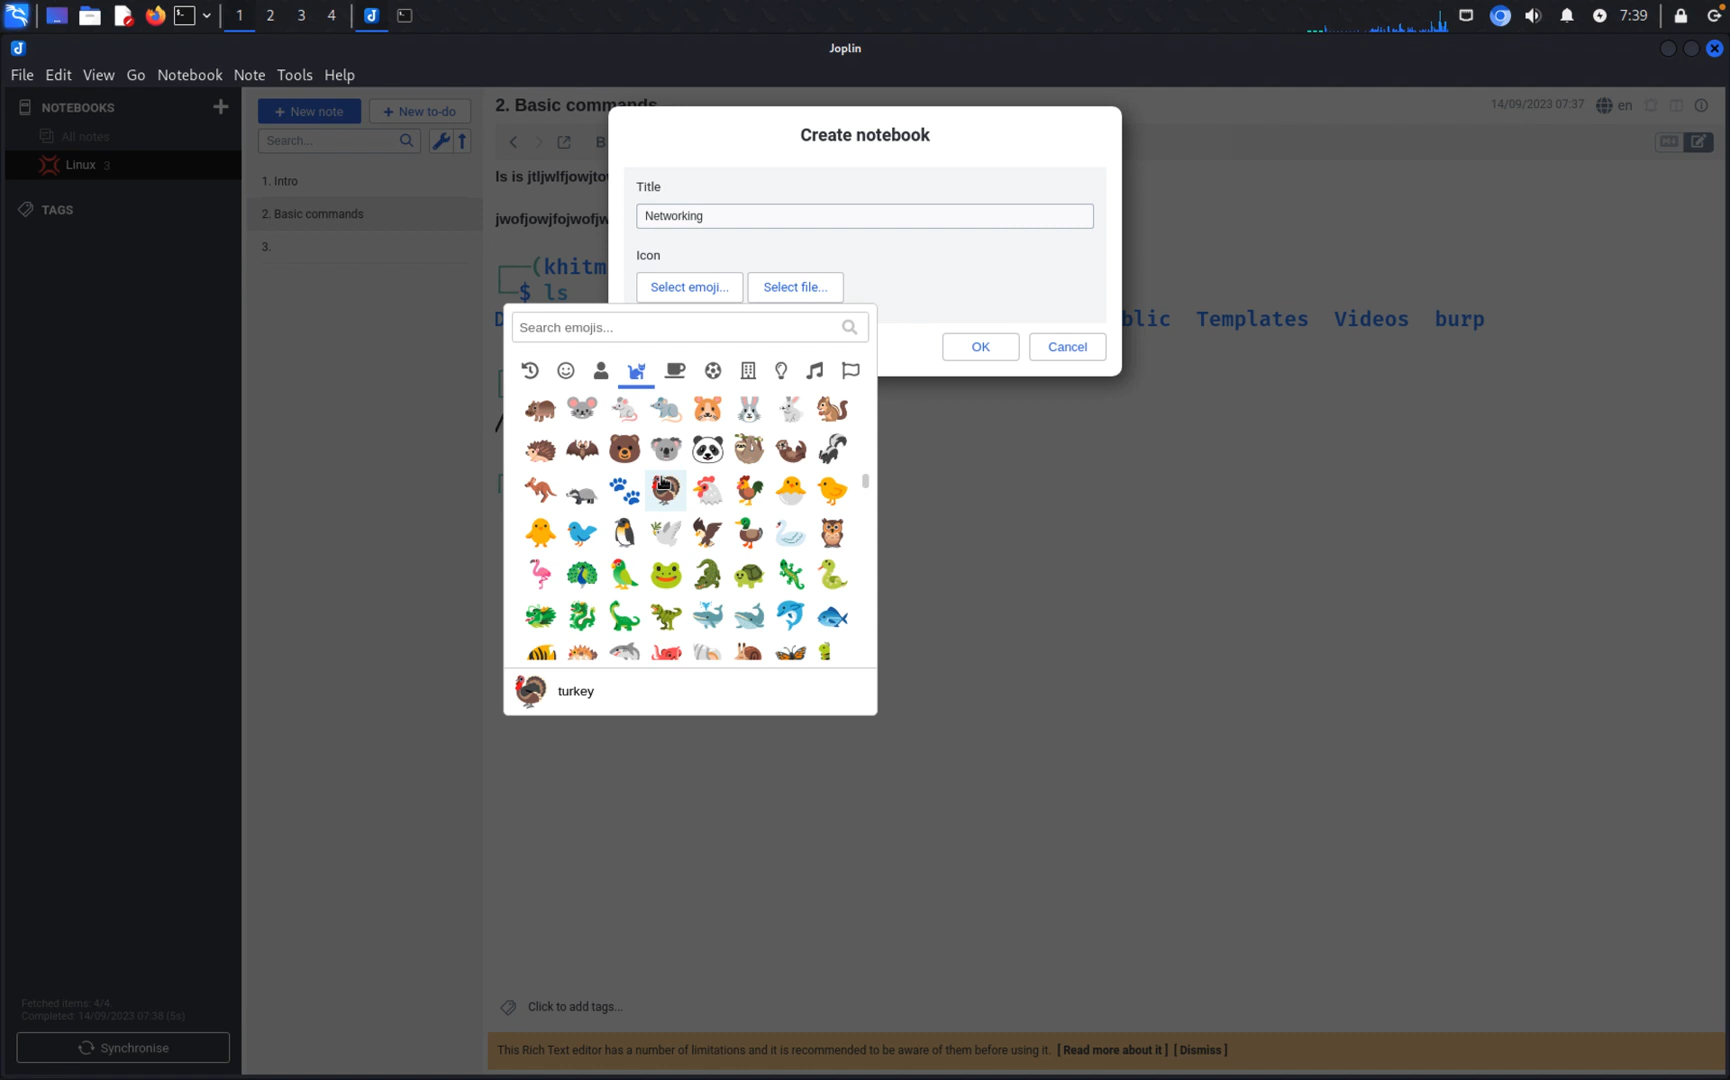 1 2 3 4
7:39
Joplin
File Edit View Go Notebook Note Tools Help
NOTEBOOKS
All notes
Linux 3
TAGS
Fetched items: 4/4
Completed: 14/09/2023 07:38 (5s)
Synchronise
+ New note + New to-do
Search...
1. Intro
2. Basic commands
3.
2. Basic commands
14/09/2023 07:37 en
B
ls is jtljwlfjowjto
jwofjowjfojwofjw
(khitm
$ ls
D blic Templates Videos burp
/
Create notebook
Title
Networking
Icon
Select emoji... Select file...
OK Cancel
Search emojis...
turkey
Click to add tags...
This Rich Text editor has a number of limitations and it is recommended to be aware of them before using it. [ Read more about it ] [ Dismiss ]